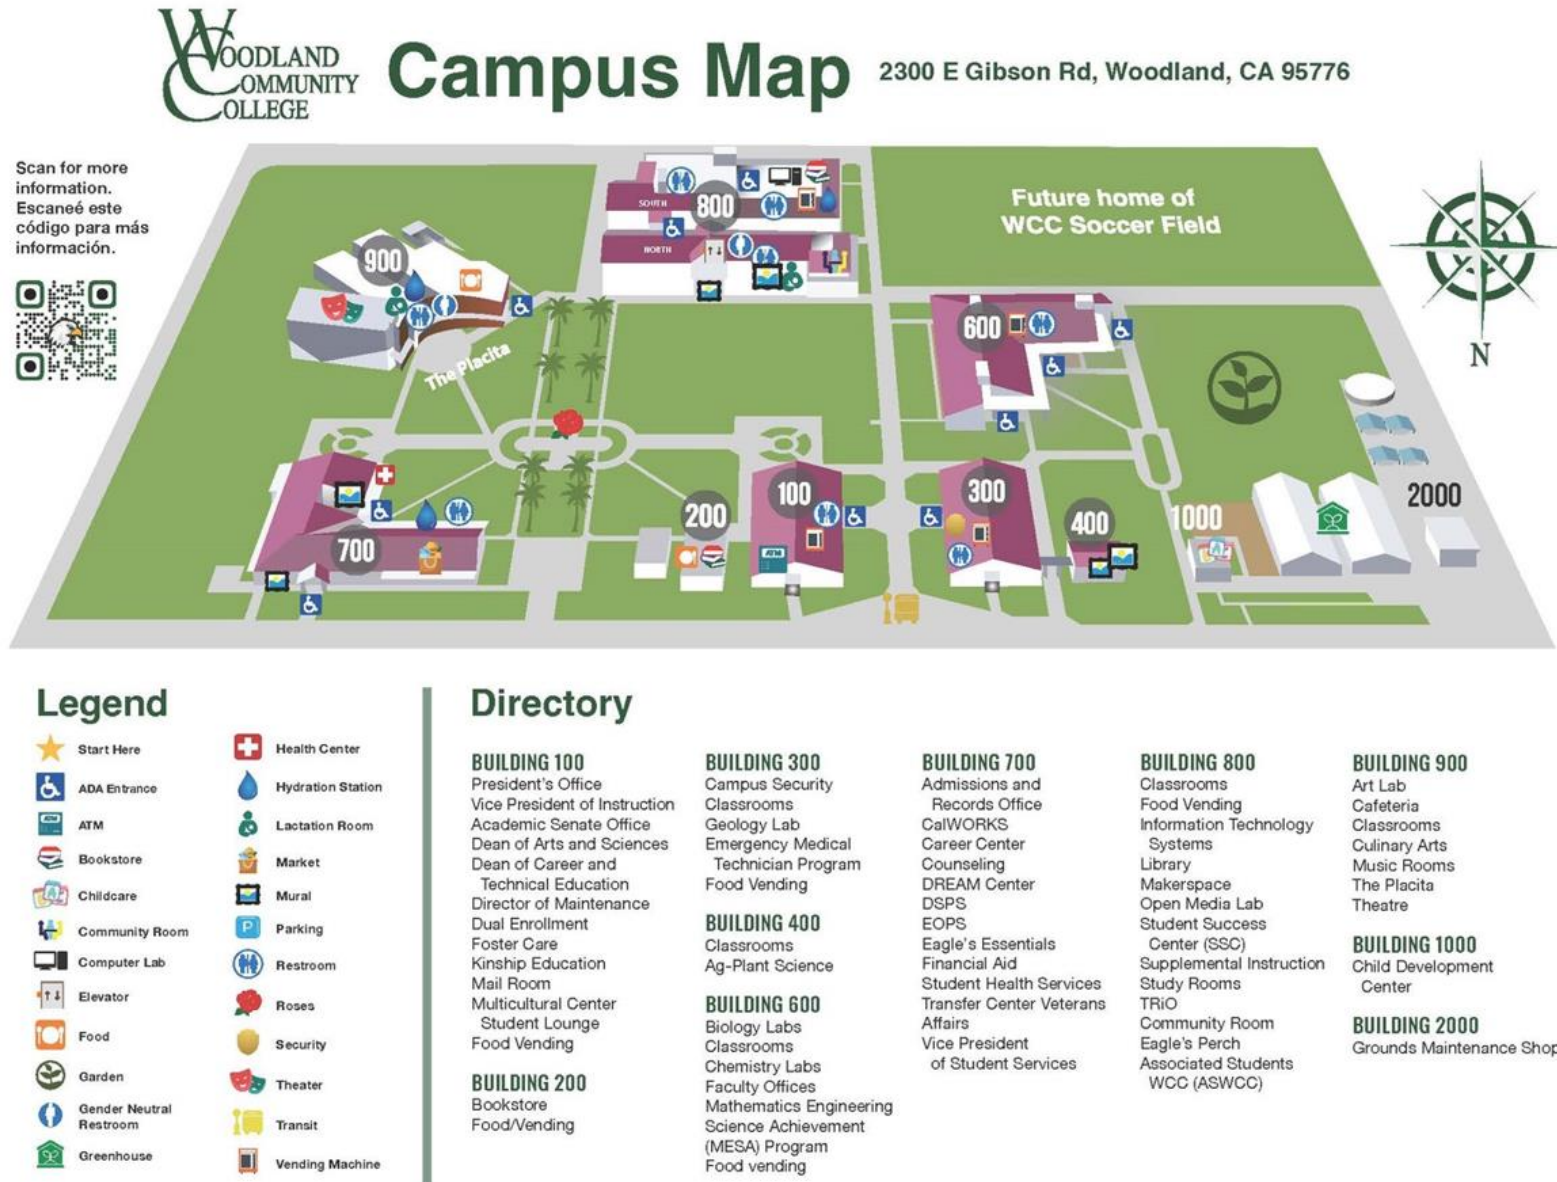 WOODLAND
COMMUNITY
COLLEGE
Campus Map
2300 E Gibson Rd, Woodland, CA 95776
Scan for more
information.
Escaneé este
código para más
información.
Future home of
WCC Soccer Field
N
SOUTH
800
NORTH
900
The Placita
600
700
200
100
ATM
300
400
1000
2000
Legend
Start Here
ADA Entrance
ATM
ATM
Bookstore
Childcare
Community Room
Computer Lab
Elevator
Food
Garden
Gender Neutral
Restroom
Greenhouse
Health Center
Hydration Station
Lactation Room
Market
Mural
P
Parking
Restroom
Roses
Security
Theater
Transit
Vending Machine
Directory
BUILDING 100
President's Office
Vice President of Instruction
Academic Senate Office
Dean of Arts and Sciences
Dean of Career and
Technical Education
Director of Maintenance
Dual Enrollment
Foster Care
Kinship Education
Mail Room
Multicultural Center
Student Lounge
Food Vending
BUILDING 200
Bookstore
Food/Vending
BUILDING 300
Campus Security
Classrooms
Geology Lab
Emergency Medical
Technician Program
Food Vending
BUILDING 400
Classrooms
Ag-Plant Science
BUILDING 600
Biology Labs
Classrooms
Chemistry Labs
Faculty Offices
Mathematics Engineering
Science Achievement
(MESA) Program
Food vending
BUILDING 700
Admissions and
Records Office
CalWORKS
Career Center
Counseling
DREAM Center
DSPS
EOPS
Eagle's Essentials
Financial Aid
Student Health Services
Transfer Center Veterans
Affairs
Vice President
of Student Services
BUILDING 800
Classrooms
Food Vending
Information Technology
Systems
Library
Makerspace
Open Media Lab
Student Success
Center (SSC)
Supplemental Instruction
Study Rooms
TRiO
Community Room
Eagle's Perch
Associated Students
WCC (ASWCC)
BUILDING 900
Art Lab
Cafeteria
Classrooms
Culinary Arts
Music Rooms
The Placita
Theatre
BUILDING 1000
Child Development
Center
BUILDING 2000
Grounds Maintenance Shop